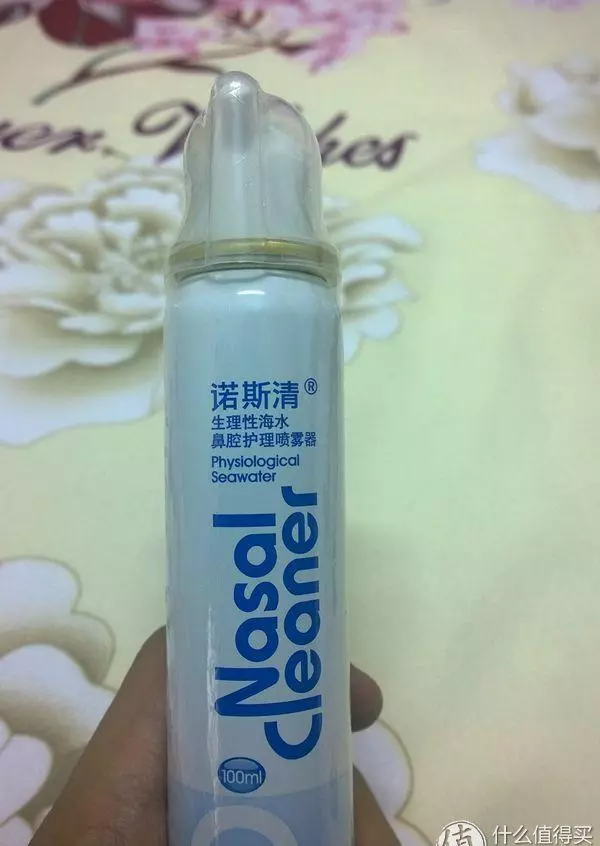 诺斯清®
生理性海水
鼻腔护理喷雾器
Physiological
Seawater
Nasal
cleaner
100ml
什么值得买